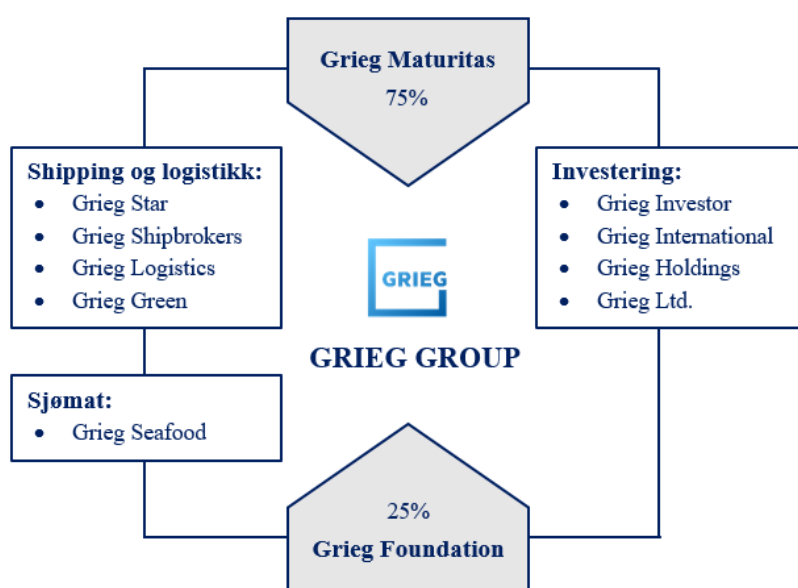 Grieg Maturitas
75%
Shipping og logistikk:
• Grieg Star
• Grieg Shipbrokers
• Grieg Logistics
• Grieg Green
Investering:
• Grieg Investor
• Grieg International
• Grieg Holdings
• Grieg Ltd.
GRIEG
GRIEG GROUP
Sjømat:
• Grieg Seafood
25%
Grieg Foundation